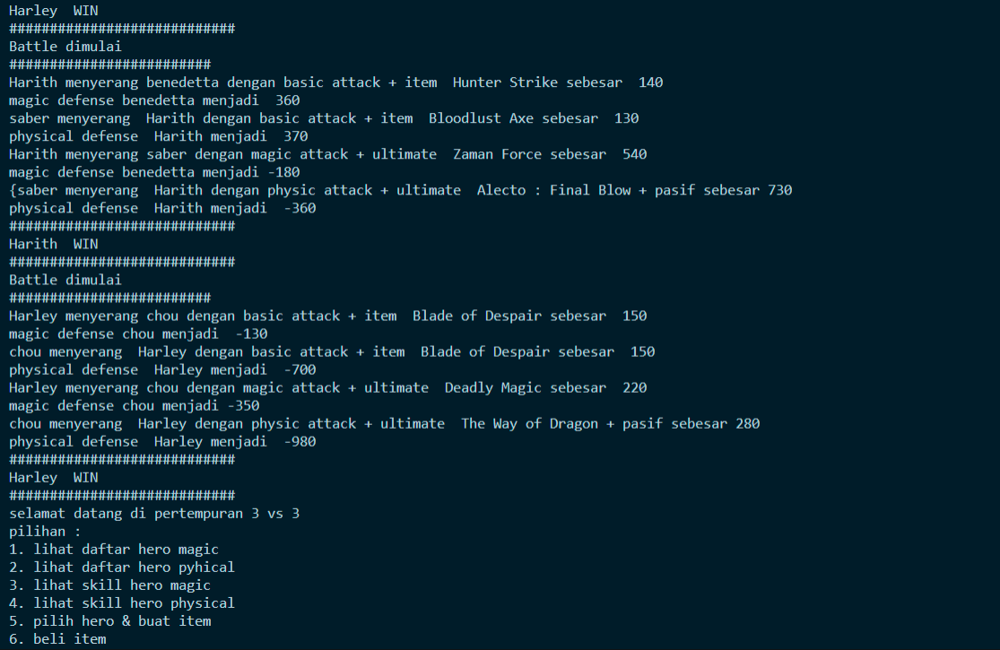 Harley  WIN
############################
Battle dimulai
#########################
Harith menyerang benedetta dengan basic attack + item  Hunter Strike sebesar  140
magic defense benedetta menjadi  360
saber menyerang  Harith dengan basic attack + item  Bloodlust Axe sebesar  130
physical defense  Harith menjadi  370
Harith menyerang saber dengan magic attack + ultimate  Zaman Force sebesar  540
magic defense benedetta menjadi -180
{saber menyerang  Harith dengan physic attack + ultimate  Alecto : Final Blow + pasif sebesar 730
physical defense  Harith menjadi  -360
############################
Harith  WIN
############################
Battle dimulai
#########################
Harley menyerang chou dengan basic attack + item  Blade of Despair sebesar  150
magic defense chou menjadi  -130
chou menyerang  Harley dengan basic attack + item  Blade of Despair sebesar  150
physical defense  Harley menjadi  -700
Harley menyerang chou dengan magic attack + ultimate  Deadly Magic sebesar  220
magic defense chou menjadi -350
chou menyerang  Harley dengan physic attack + ultimate  The Way of Dragon + pasif sebesar 280
physical defense  Harley menjadi  -980
############################
Harley  WIN
############################
selamat datang di pertempuran 3 vs 3
pilihan :
1. lihat daftar hero magic
2. lihat daftar hero pyhical
3. lihat skill hero magic
4. lihat skill hero physical
5. pilih hero & buat item
6. beli item